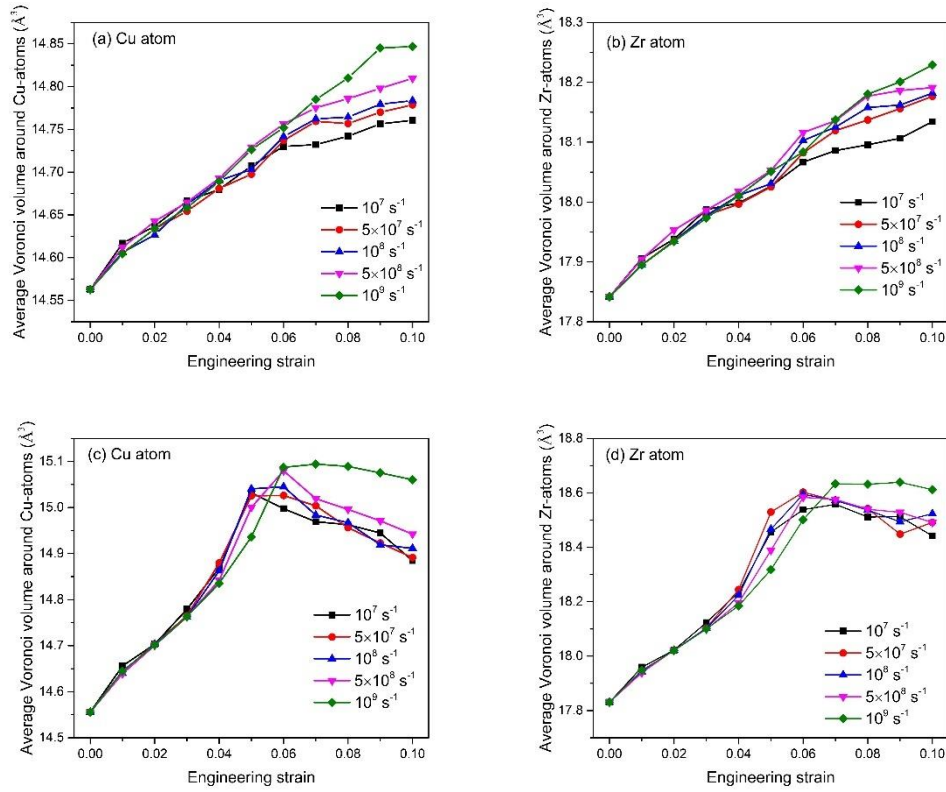 (a) Cu atom
Average Voronoi volume around Cu-atoms (Å³)
14.85
14.80
14.75
14.70
14.65
14.60
14.55
10⁷ s⁻¹
5×10⁷ s⁻¹
10⁸ s⁻¹
5×10⁸ s⁻¹
10⁹ s⁻¹
0.00 0.02 0.04 0.06 0.08 0.10
Engineering strain
(b) Zr atom
Average Voronoi volume around Zr-atoms (Å³)
18.3
18.2
18.1
18.0
17.9
17.8
10⁷ s⁻¹
5×10⁷ s⁻¹
10⁸ s⁻¹
5×10⁸ s⁻¹
10⁹ s⁻¹
0.00 0.02 0.04 0.06 0.08 0.10
Engineering strain
(c) Cu atom
Average Voronoi volume around Cu-atoms (Å³)
15.1
15.0
14.9
14.8
14.7
14.6
14.5
10⁷ s⁻¹
5×10⁷ s⁻¹
10⁸ s⁻¹
5×10⁸ s⁻¹
10⁹ s⁻¹
0.00 0.02 0.04 0.06 0.08 0.10
Engineering strain
(d) Zr atom
Average Voronoi volume around Zr-atoms (Å³)
18.8
18.6
18.4
18.2
18.0
17.8
10⁷ s⁻¹
5×10⁷ s⁻¹
10⁸ s⁻¹
5×10⁸ s⁻¹
10⁹ s⁻¹
0.00 0.02 0.04 0.06 0.08 0.10
Engineering strain